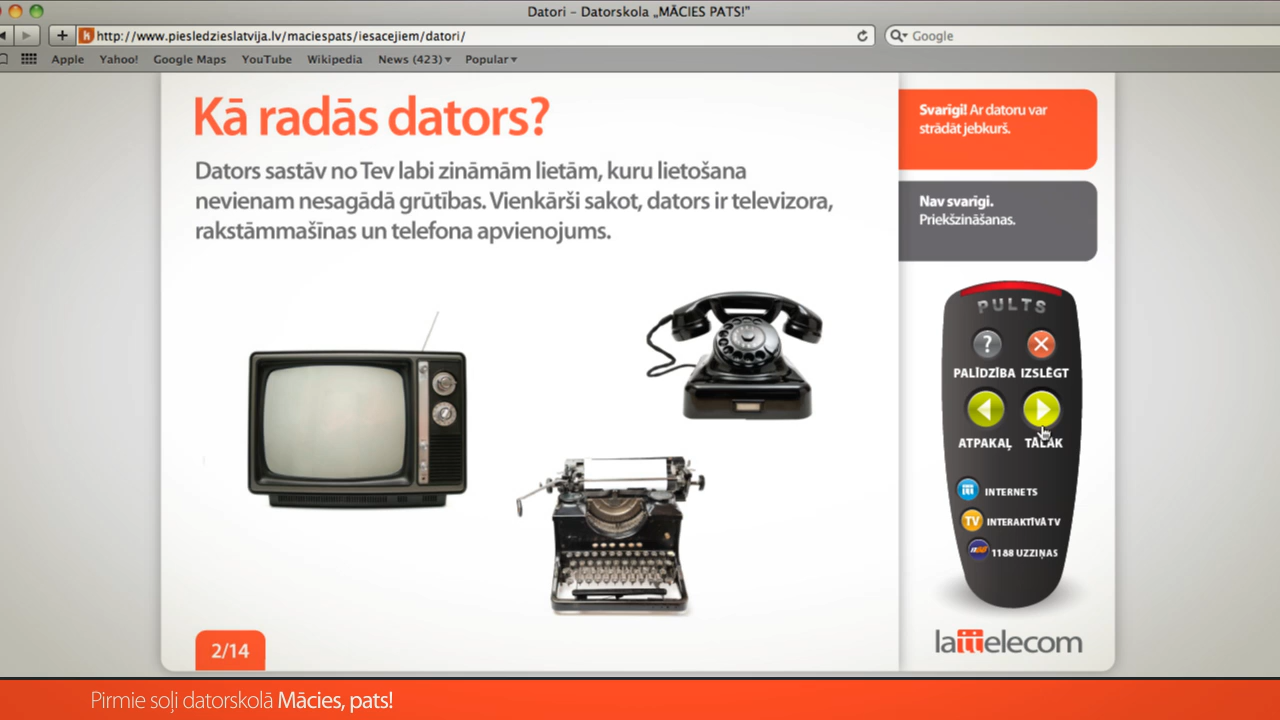 Datori – Datorskola „MĀCIES PATS!"
http://www.piesledzieslatvija.lv/maciespats/iesacejiem/datori/
Google
Apple Yahoo! Google Maps YouTube Wikipedia News (423) Popular
Kā radās dators?
Dators sastāv no Tev labi zināmām lietām, kuru lietošana
nevienam nesagādā grūtības. Vienkārši sakot, dators ir televizora,
rakstāmmašīnas un telefona apvienojums.
Svarīgi! Ar datoru var
strādāt jebkurš.
Nav svarīgi.
Priekšzināšanas.
PULTS
?
PALĪDZĪBA IZSLĒGT
ATPAKAĻ TĀLĀK
INTERNETS
TV INTERAKTĪVĀ TV
1188 1188 UZZIŅAS
lattelecom
2/14
Pirmie soļi datorskolā Mācies, pats!